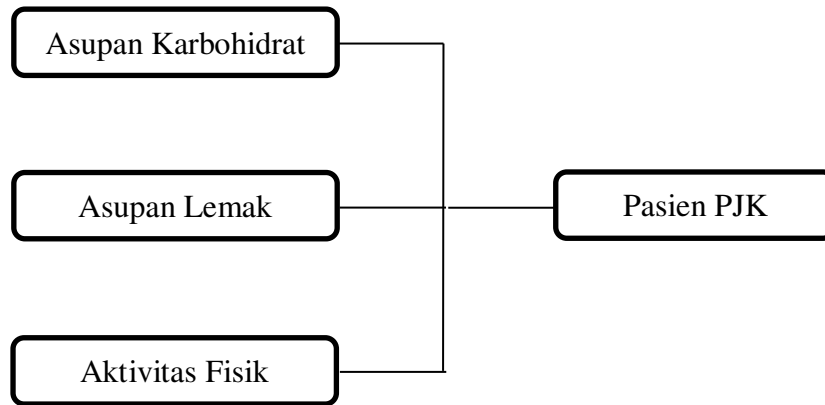 Asupan Karbohidrat
Asupan Lemak
Pasien PJK
Aktivitas Fisik